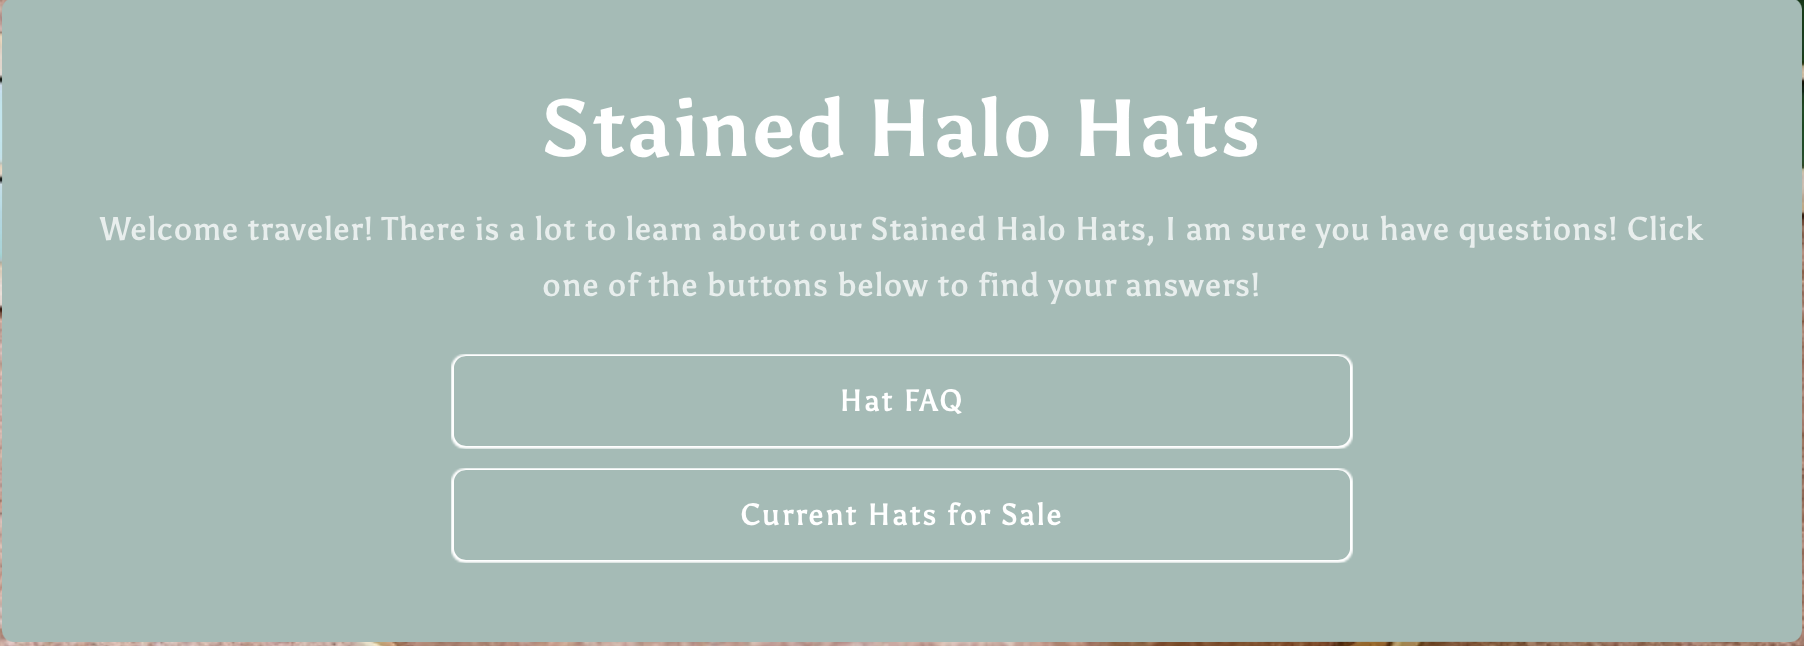 Stained Halo Hats
Welcome traveler! There is a lot to learn about our Stained Halo Hats, I am sure you have questions! Click
one of the buttons below to find your answers!
Hat FAQ
Current Hats for Sale